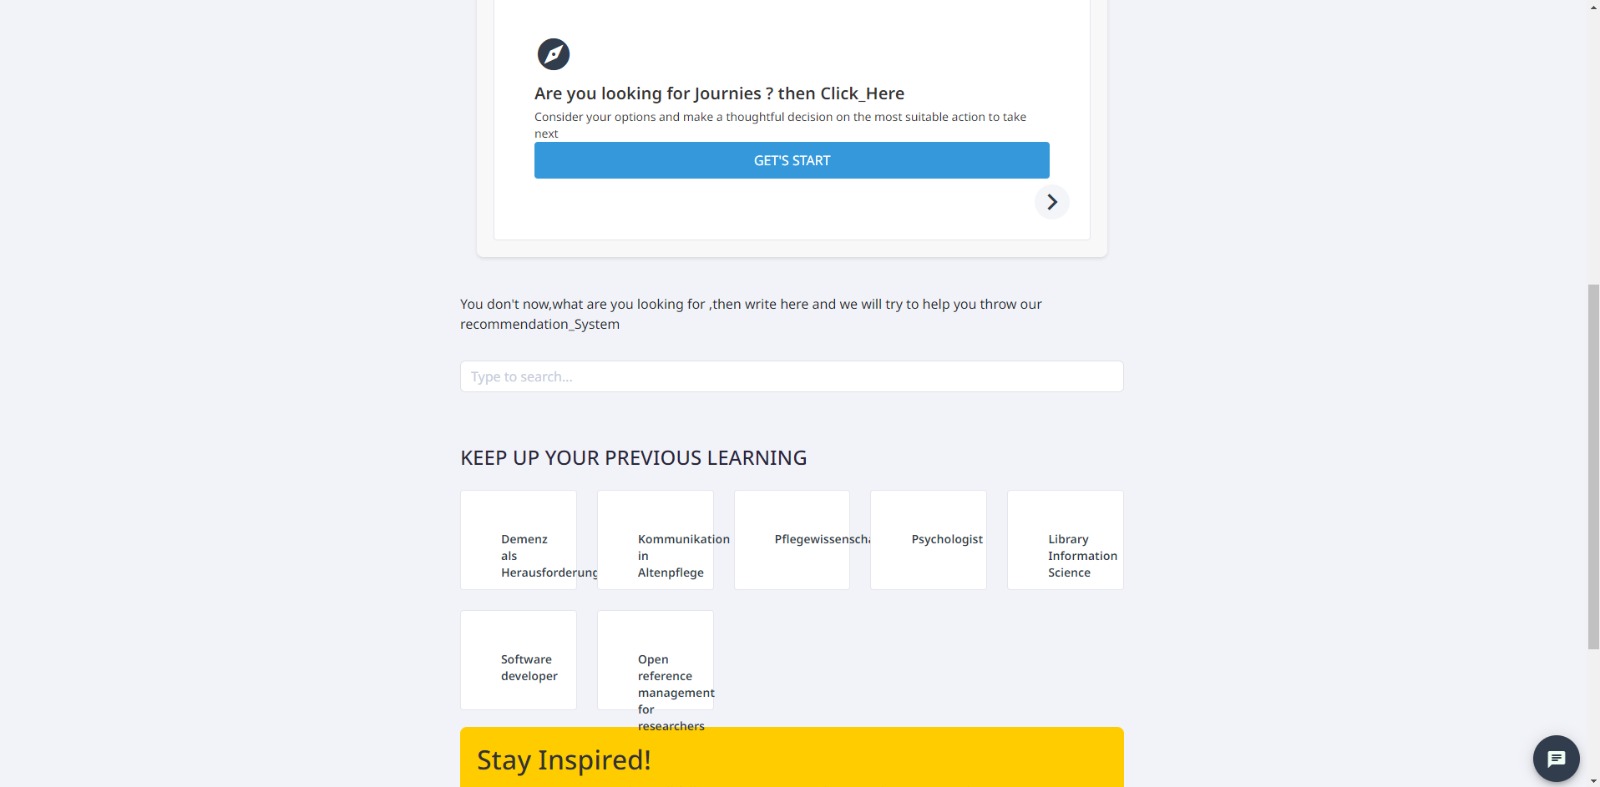 Are you looking for Journies ? then Click_Here
Consider your options and make a thoughtful decision on the most suitable action to take
next
GET'S START
You don't now,what are you looking for ,then write here and we will try to help you throw our
recommendation_System
Type to search...
KEEP UP YOUR PREVIOUS LEARNING
Demenz
als
Herausforderung
Kommunikation
in
Altenpflege
Pflegewissenscha
Psychologist
Library
Information
Science
Software
developer
Open
reference
management
for
researchers
Stay Inspired!